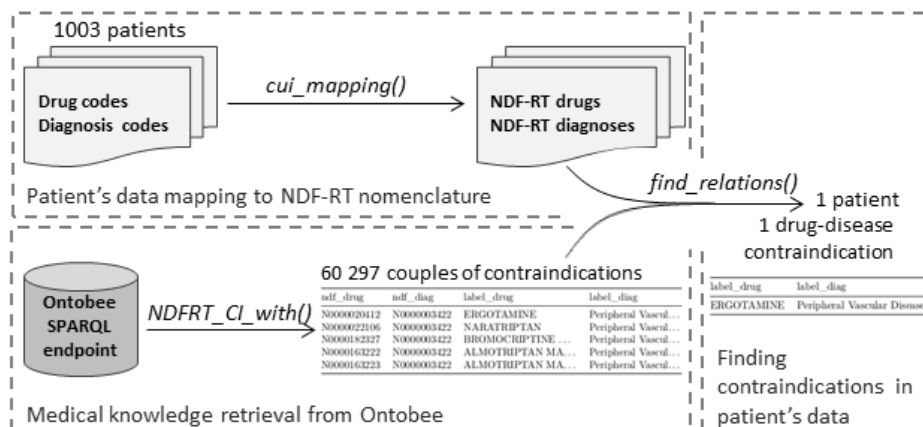 1003 patients
Drug codes
Diagnosis codes
cui_mapping()
NDF-RT drugs
NDF-RT diagnoses
Patient's data mapping to NDF-RT nomenclature
find_relations()
1 patient
1 drug-disease
contraindication
label_drug label_diag
ERGOTAMINE Peripheral Vascular Disease
Finding
contraindications in
patient's data
Ontobee
SPARQL
endpoint
NDFRT_CI_with()
60 297 couples of contraindications
ndf_drug ndf_diag label_drug label_diag
N0000020412 N0000003422 ERGOTAMINE Peripheral Vascul...
N0000022106 N0000003422 NARATRIPTAN Peripheral Vascul...
N0000182327 N0000003422 BROMOCRIPTINE ... Peripheral Vascul...
N0000163222 N0000003422 ALMOTRIPTAN MA... Peripheral Vascul...
N0000163223 N0000003422 ALMOTRIPTAN MA... Peripheral Vascul...
Medical knowledge retrieval from Ontobee